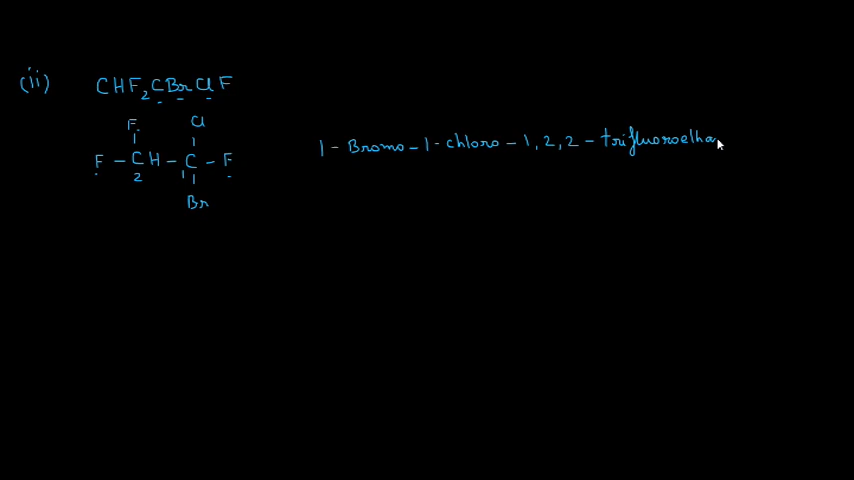 (ii) CHF2CBrClF
F Cl
1 - Bromo - 1 - chloro - 1, 2, 2 - trifluoroetha
F - CH - C - F
2 1
Br